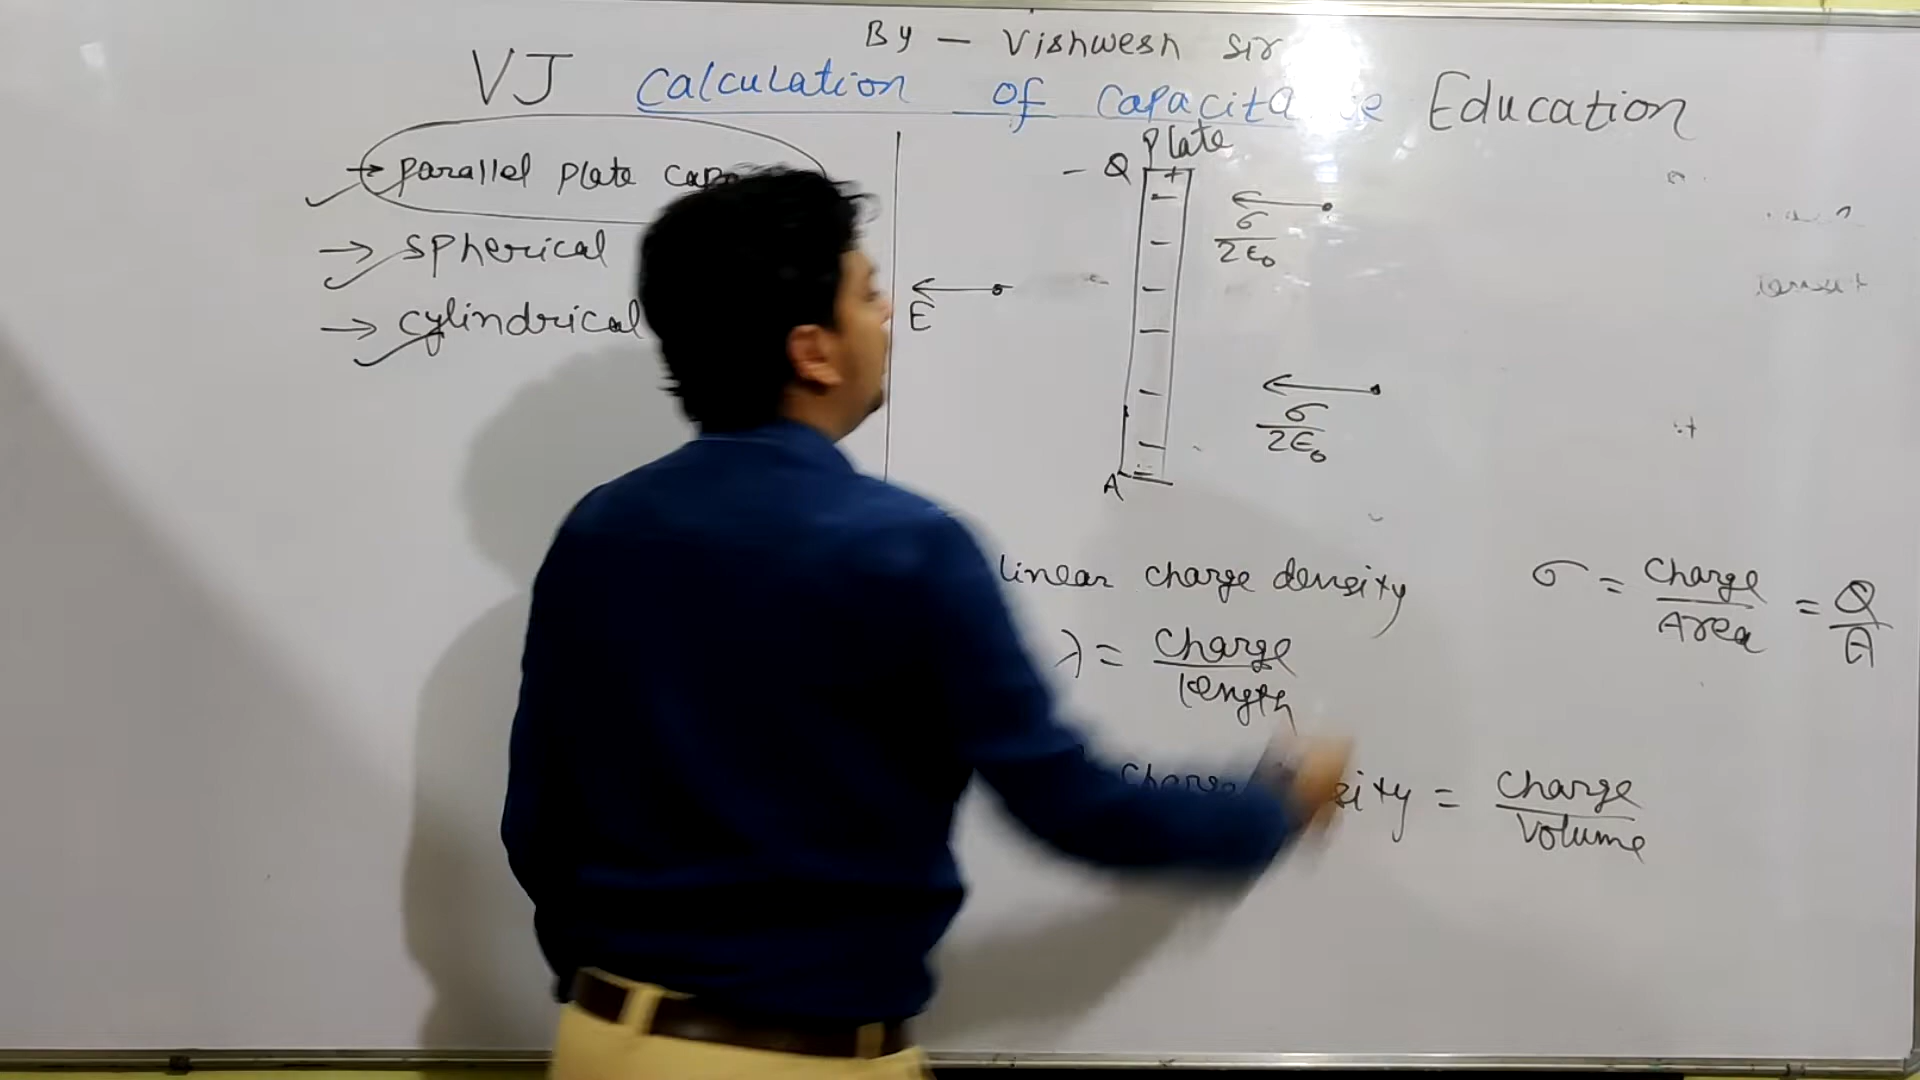 By - Vishwesh sir
VJ Calculation of Capacita e Education
→ parallel plate cap
→ spherical
→ cylindrical
plate
- Q
+
σ/2ε₀
E
σ/2ε₀
A
linear charge density
λ = Charge/length
σ = Charge/Area = Q/A
Charge sity = Charge/Volume